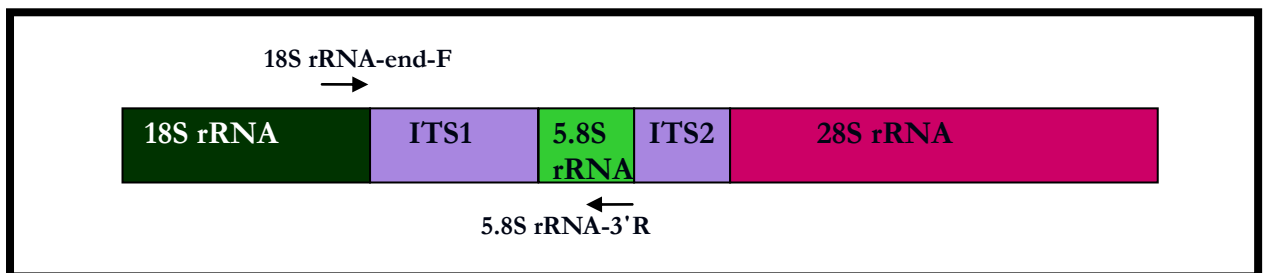 18S rRNA-end-F
18S rRNA
ITS1
5.8S
rRNA
ITS2
28S rRNA
5.8S rRNA-3'R